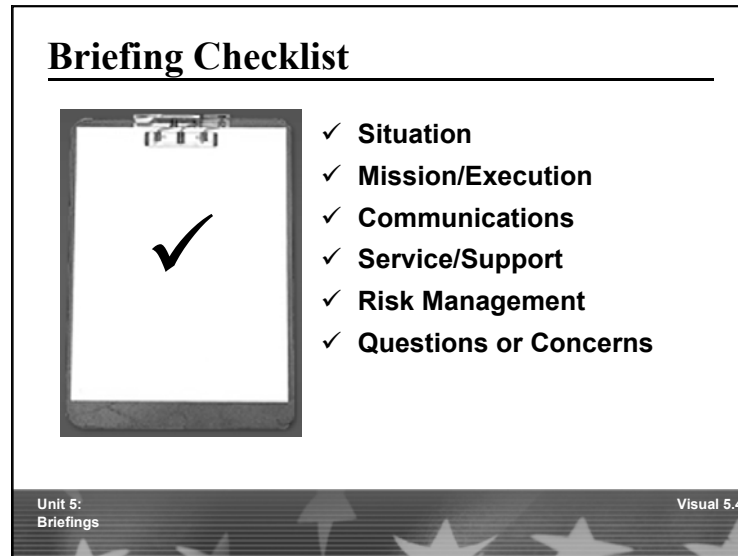 Briefing Checklist
✓ Situation
✓ Mission/Execution
✓ Communications
✓ Service/Support
✓ Risk Management
✓ Questions or Concerns
Unit 5:
Briefings
Visual 5.4